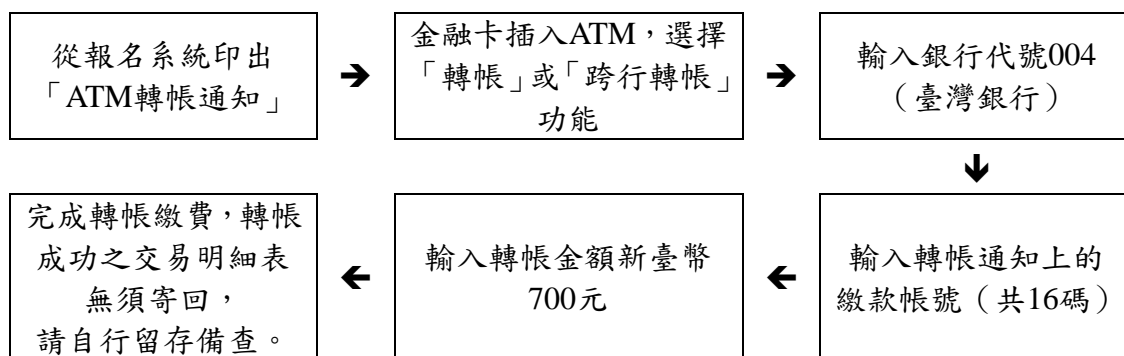 從報名系統印出
「ATM轉帳通知」
金融卡插入ATM，選擇
「轉帳」或「跨行轉帳」
功能
輸入銀行代號004
（臺灣銀行）
輸入轉帳通知上的
繳款帳號（共16碼）
輸入轉帳金額新臺幣
700元
完成轉帳繳費，轉帳
成功之交易明細表
無須寄回，
請自行留存備查。